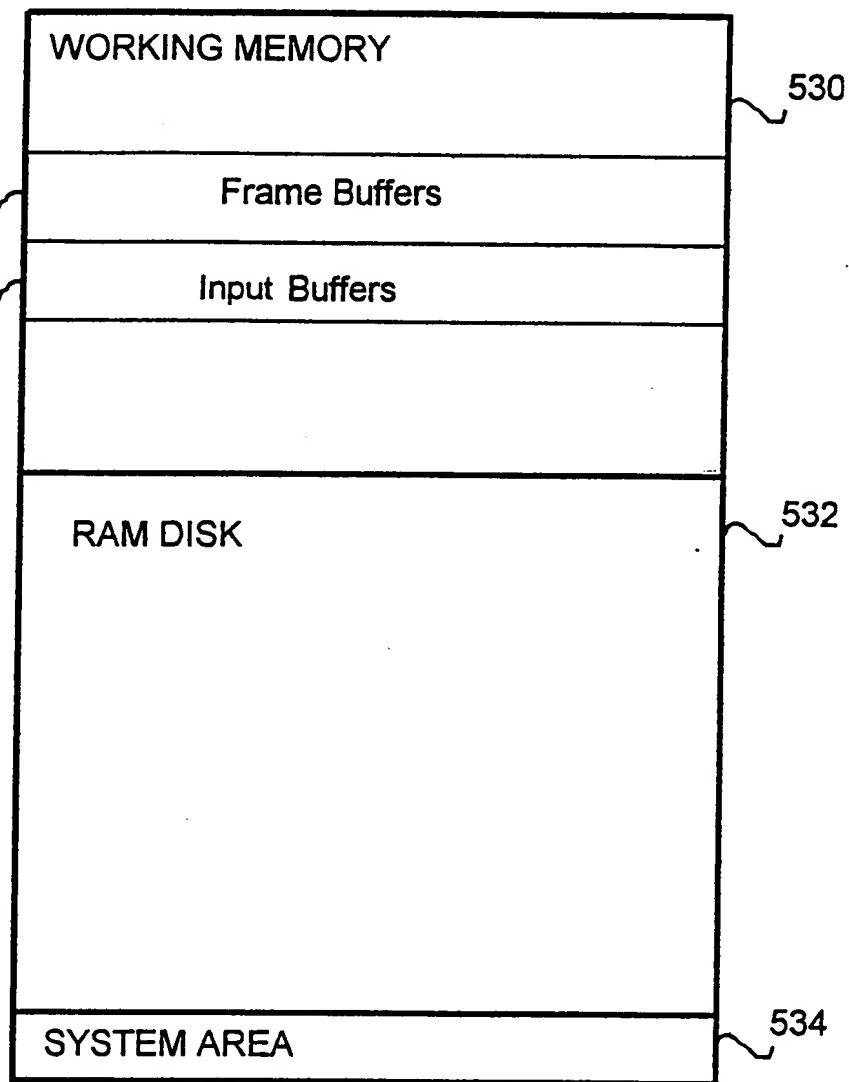 WORKING MEMORY
530
Frame Buffers
Input Buffers
RAM DISK
532
SYSTEM AREA
534